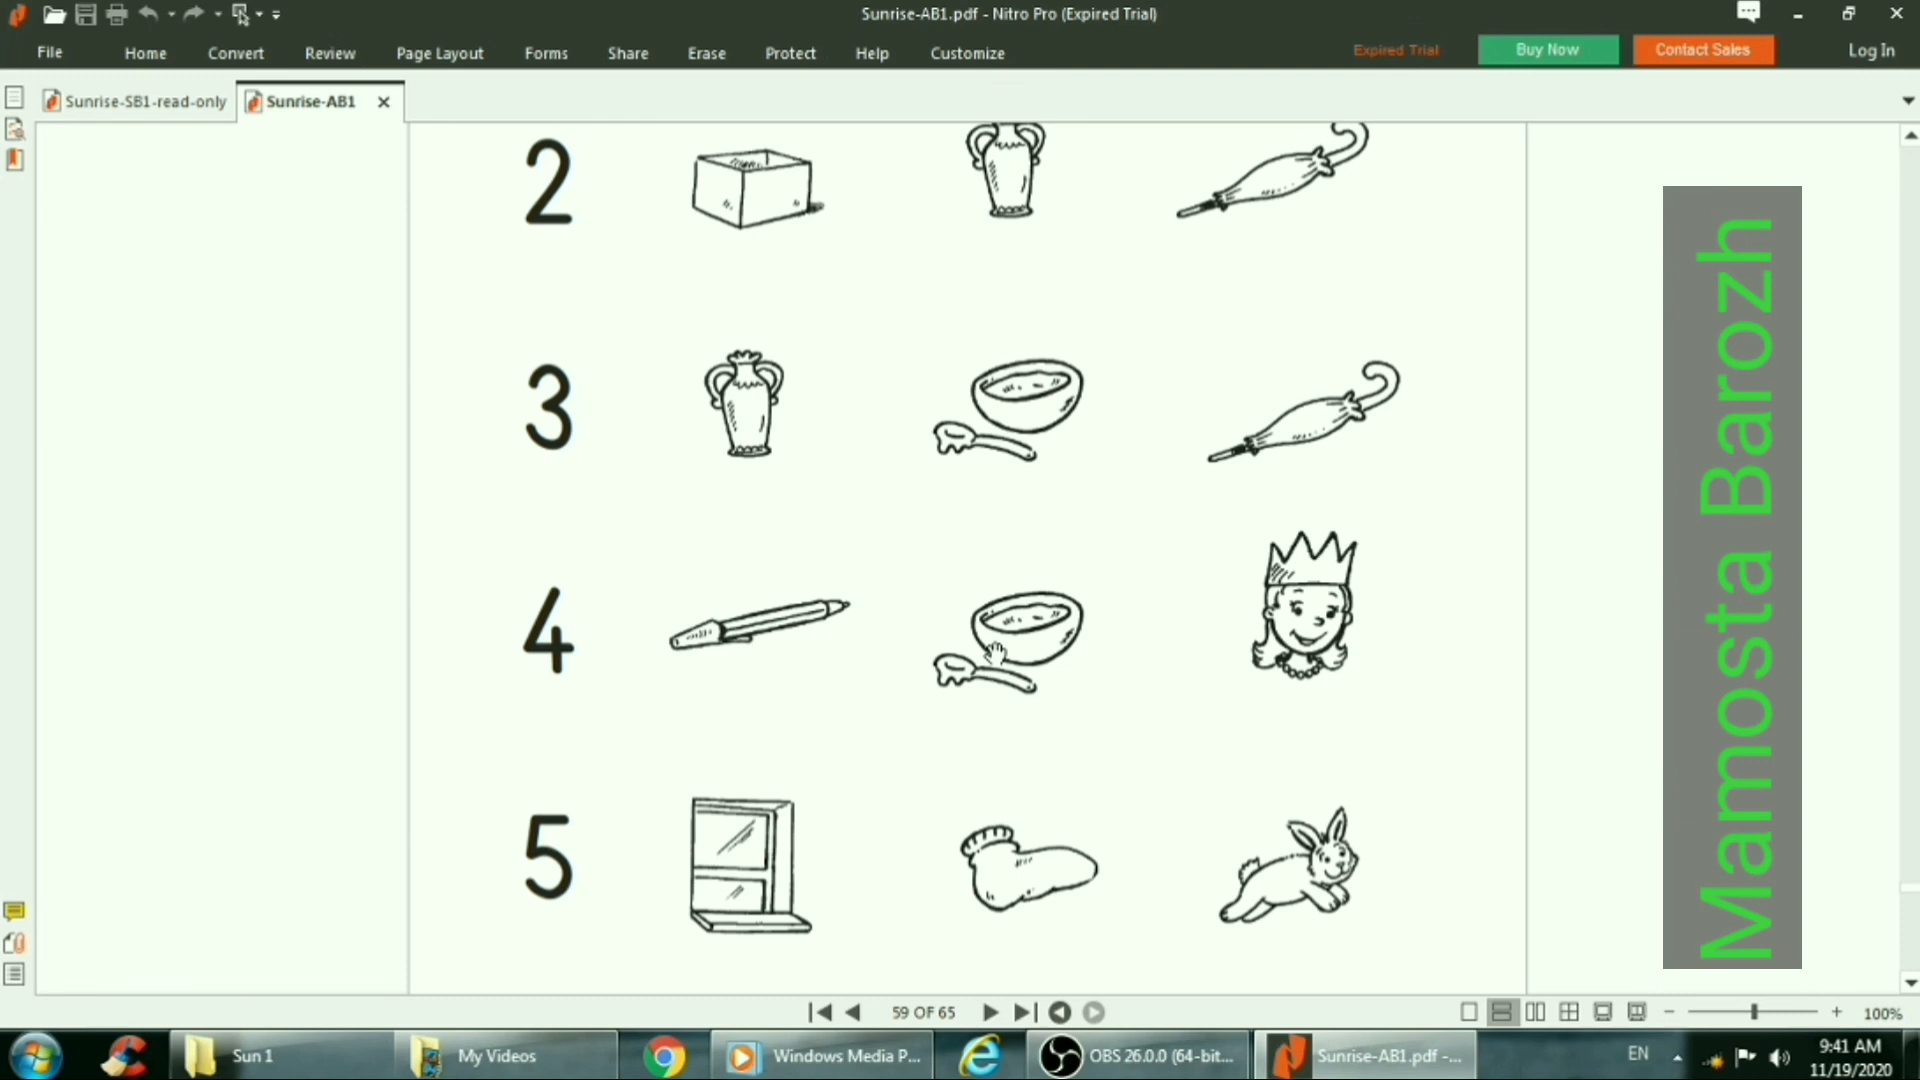 Sunrise-AB1.pdf - Nitro Pro (Expired Trial)
File Home Convert Review Page Layout Forms Share Erase Protect Help Customize Expired Trial Buy Now Contact Sales Log In
Sunrise-SB1-read-only Sunrise-AB1
2
3
4
5
Mamosta Barozh
59 OF 65
100%
Sun 1 My Videos Windows Media P... OBS 26.0.0 (64-bit... Sunrise-AB1.pdf -... EN 9:41 AM
11/19/2020